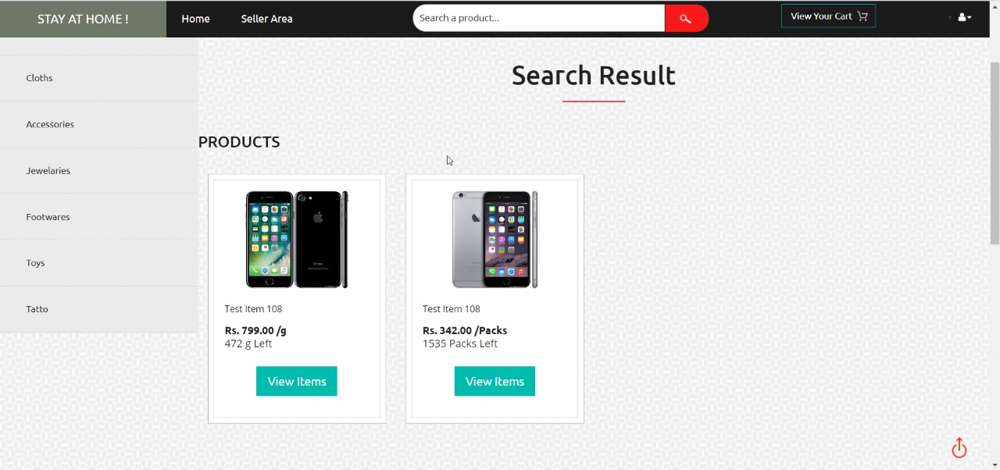 STAY AT HOME !
Home
Seller Area
Search a product...
View Your Cart
Cloths
Accessories
Jewelaries
Footwares
Toys
Tatto
Search Result
PRODUCTS
Test Item 108
Rs. 799.00 /g
472 g Left
View Items
Test Item 108
Rs. 342.00 /Packs
1535 Packs Left
View Items